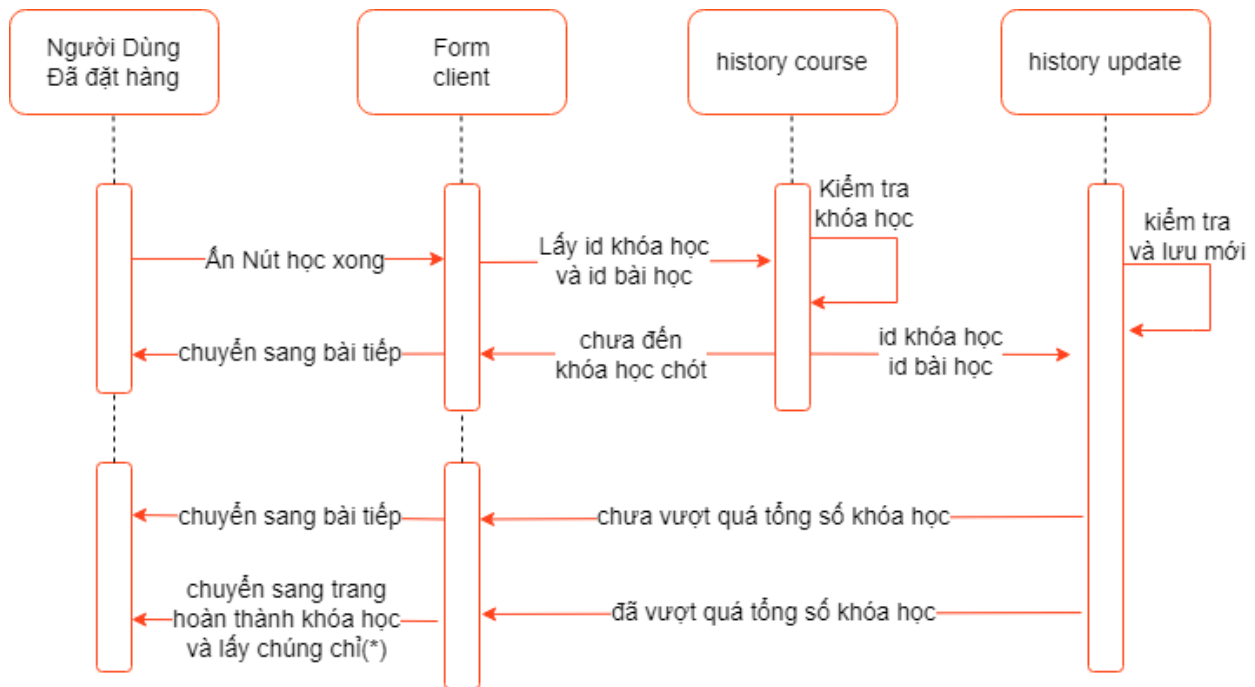 Người Dùng
Đã đặt hàng
Form
client
history course
history update
Kiểm tra
khóa học
kiểm tra
và lưu mới
Ấn Nút học xong
Lấy id khóa học
và id bài học
chuyển sang bài tiếp
chưa đến
khóa học chót
id khóa học
id bài học
chuyển sang bài tiếp
chưa vượt quá tổng số khóa học
chuyển sang trang
hoàn thành khóa học
và lấy chúng chỉ(*)
đã vượt quá tổng số khóa học